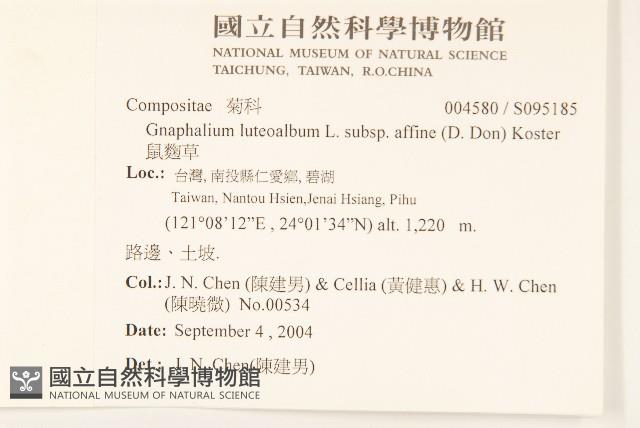 國立自然科學博物館
NATIONAL MUSEUM OF NATURAL SCIENCE
TAICHUNG, TAIWAN, R.O.CHINA
Compositae 菊科 004580 / S095185
Gnaphalium luteoalbum L. subsp. affine (D. Don) Koster
鼠麴草
Loc.: 台灣, 南投縣仁愛鄉, 碧湖
Taiwan, Nantou Hsien,Jenai Hsiang, Pihu
(121°08’12”E , 24°01’34”N) alt. 1,220 m.
路邊、土坡.
Col.: J. N. Chen (陳建男) & Cellia (黃健惠) & H. W. Chen
(陳曉微) No.00534
Date: September 4 , 2004
Det.: J. N. Chen(陳建男)
國立自然科學博物館
NATIONAL MUSEUM OF NATURAL SCIENCE